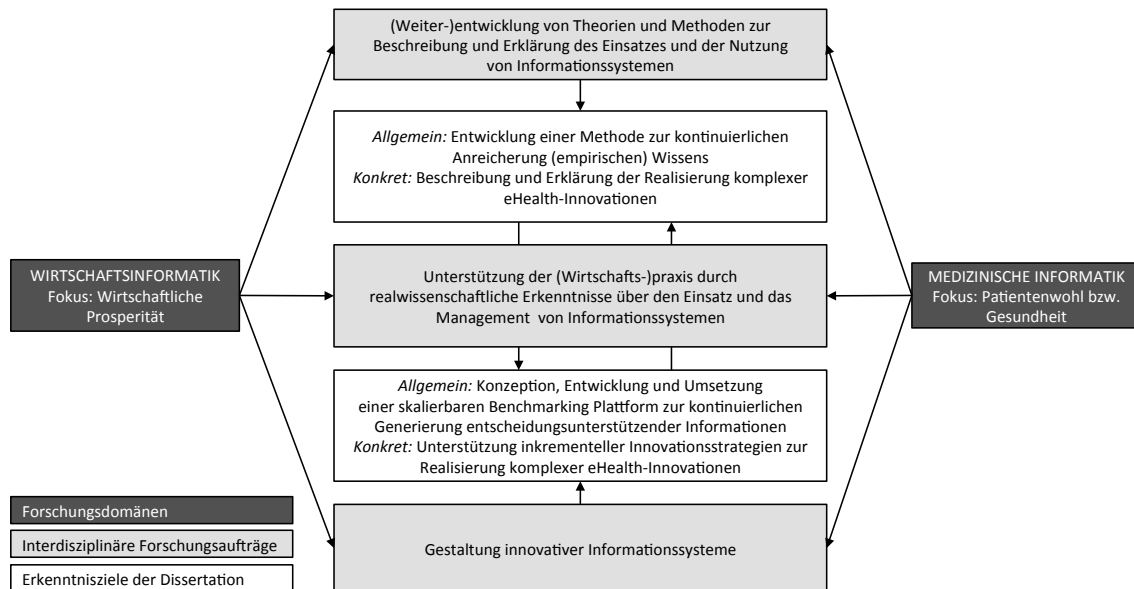 (Weiter-)entwicklung von Theorien und Methoden zur
Beschreibung und Erklärung des Einsatzes und der Nutzung
von Informationssystemen
Allgemein: Entwicklung einer Methode zur kontinuierlichen
Anreicherung (empirischen) Wissens
Konkret: Beschreibung und Erklärung der Realisierung komplexer
eHealth-Innovationen
WIRTSCHAFTSINFORMATIK
Fokus: Wirtschaftliche
Prosperität
Unterstützung der (Wirtschafts-)praxis durch
realwissenschaftliche Erkenntnisse über den Einsatz und das
Management von Informationssystemen
MEDIZINISCHE INFORMATIK
Fokus: Patientenwohl bzw.
Gesundheit
Allgemein: Konzeption, Entwicklung und Umsetzung
einer skalierbaren Benchmarking Plattform zur kontinuierlichen
Generierung entscheidungsunterstützender Informationen
Konkret: Unterstützung inkrementeller Innovationsstrategien zur
Realisierung komplexer eHealth-Innovationen
Gestaltung innovativer Informationssysteme
Forschungsdomänen
Interdisziplinäre Forschungsaufträge
Erkenntnisziele der Dissertation